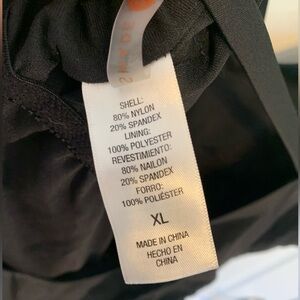 SHELL:
80% NYLON
20% SPANDEX
LINING:
100% POLYESTER
REVESTIMIENTO:
80% NAILON
20% SPANDEX
FORRO:
100% POLIÉSTER
XL
MADE IN CHINA
HECHO EN
CHINA